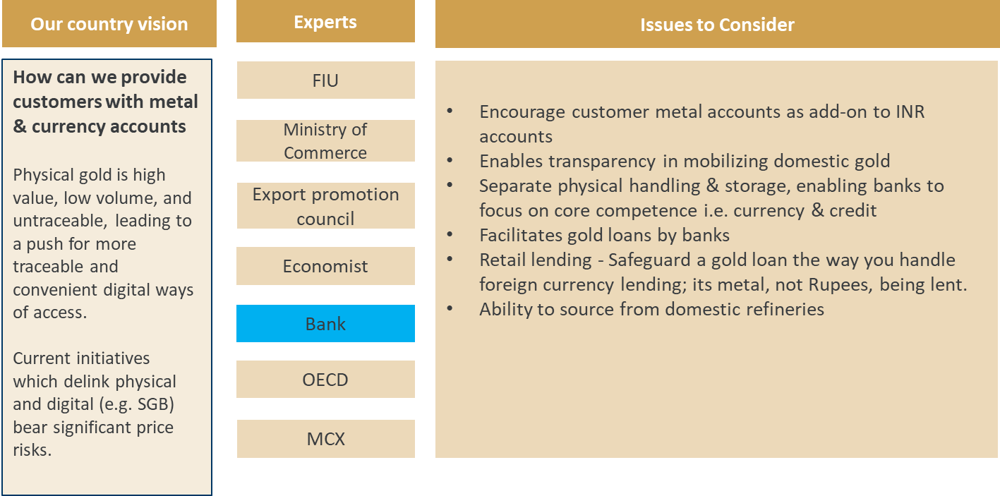 Our country vision
How can we provide
customers with metal
& currency accounts
Physical gold is high
value, low volume, and
untraceable, leading to
a push for more
traceable and
convenient digital ways
of access.
Current initiatives
which delink physical
and digital (e.g. SGB)
bear significant price
risks.
Experts
FIU
Ministry of
Commerce
Export promotion
council
Economist
Bank
OECD
MCX
Issues to Consider
• Encourage customer metal accounts as add-on to INR
accounts
• Enables transparency in mobilizing domestic gold
• Separate physical handling & storage, enabling banks to
focus on core competence i.e. currency & credit
• Facilitates gold loans by banks
• Retail lending - Safeguard a gold loan the way you handle
foreign currency lending; its metal, not Rupees, being lent.
• Ability to source from domestic refineries